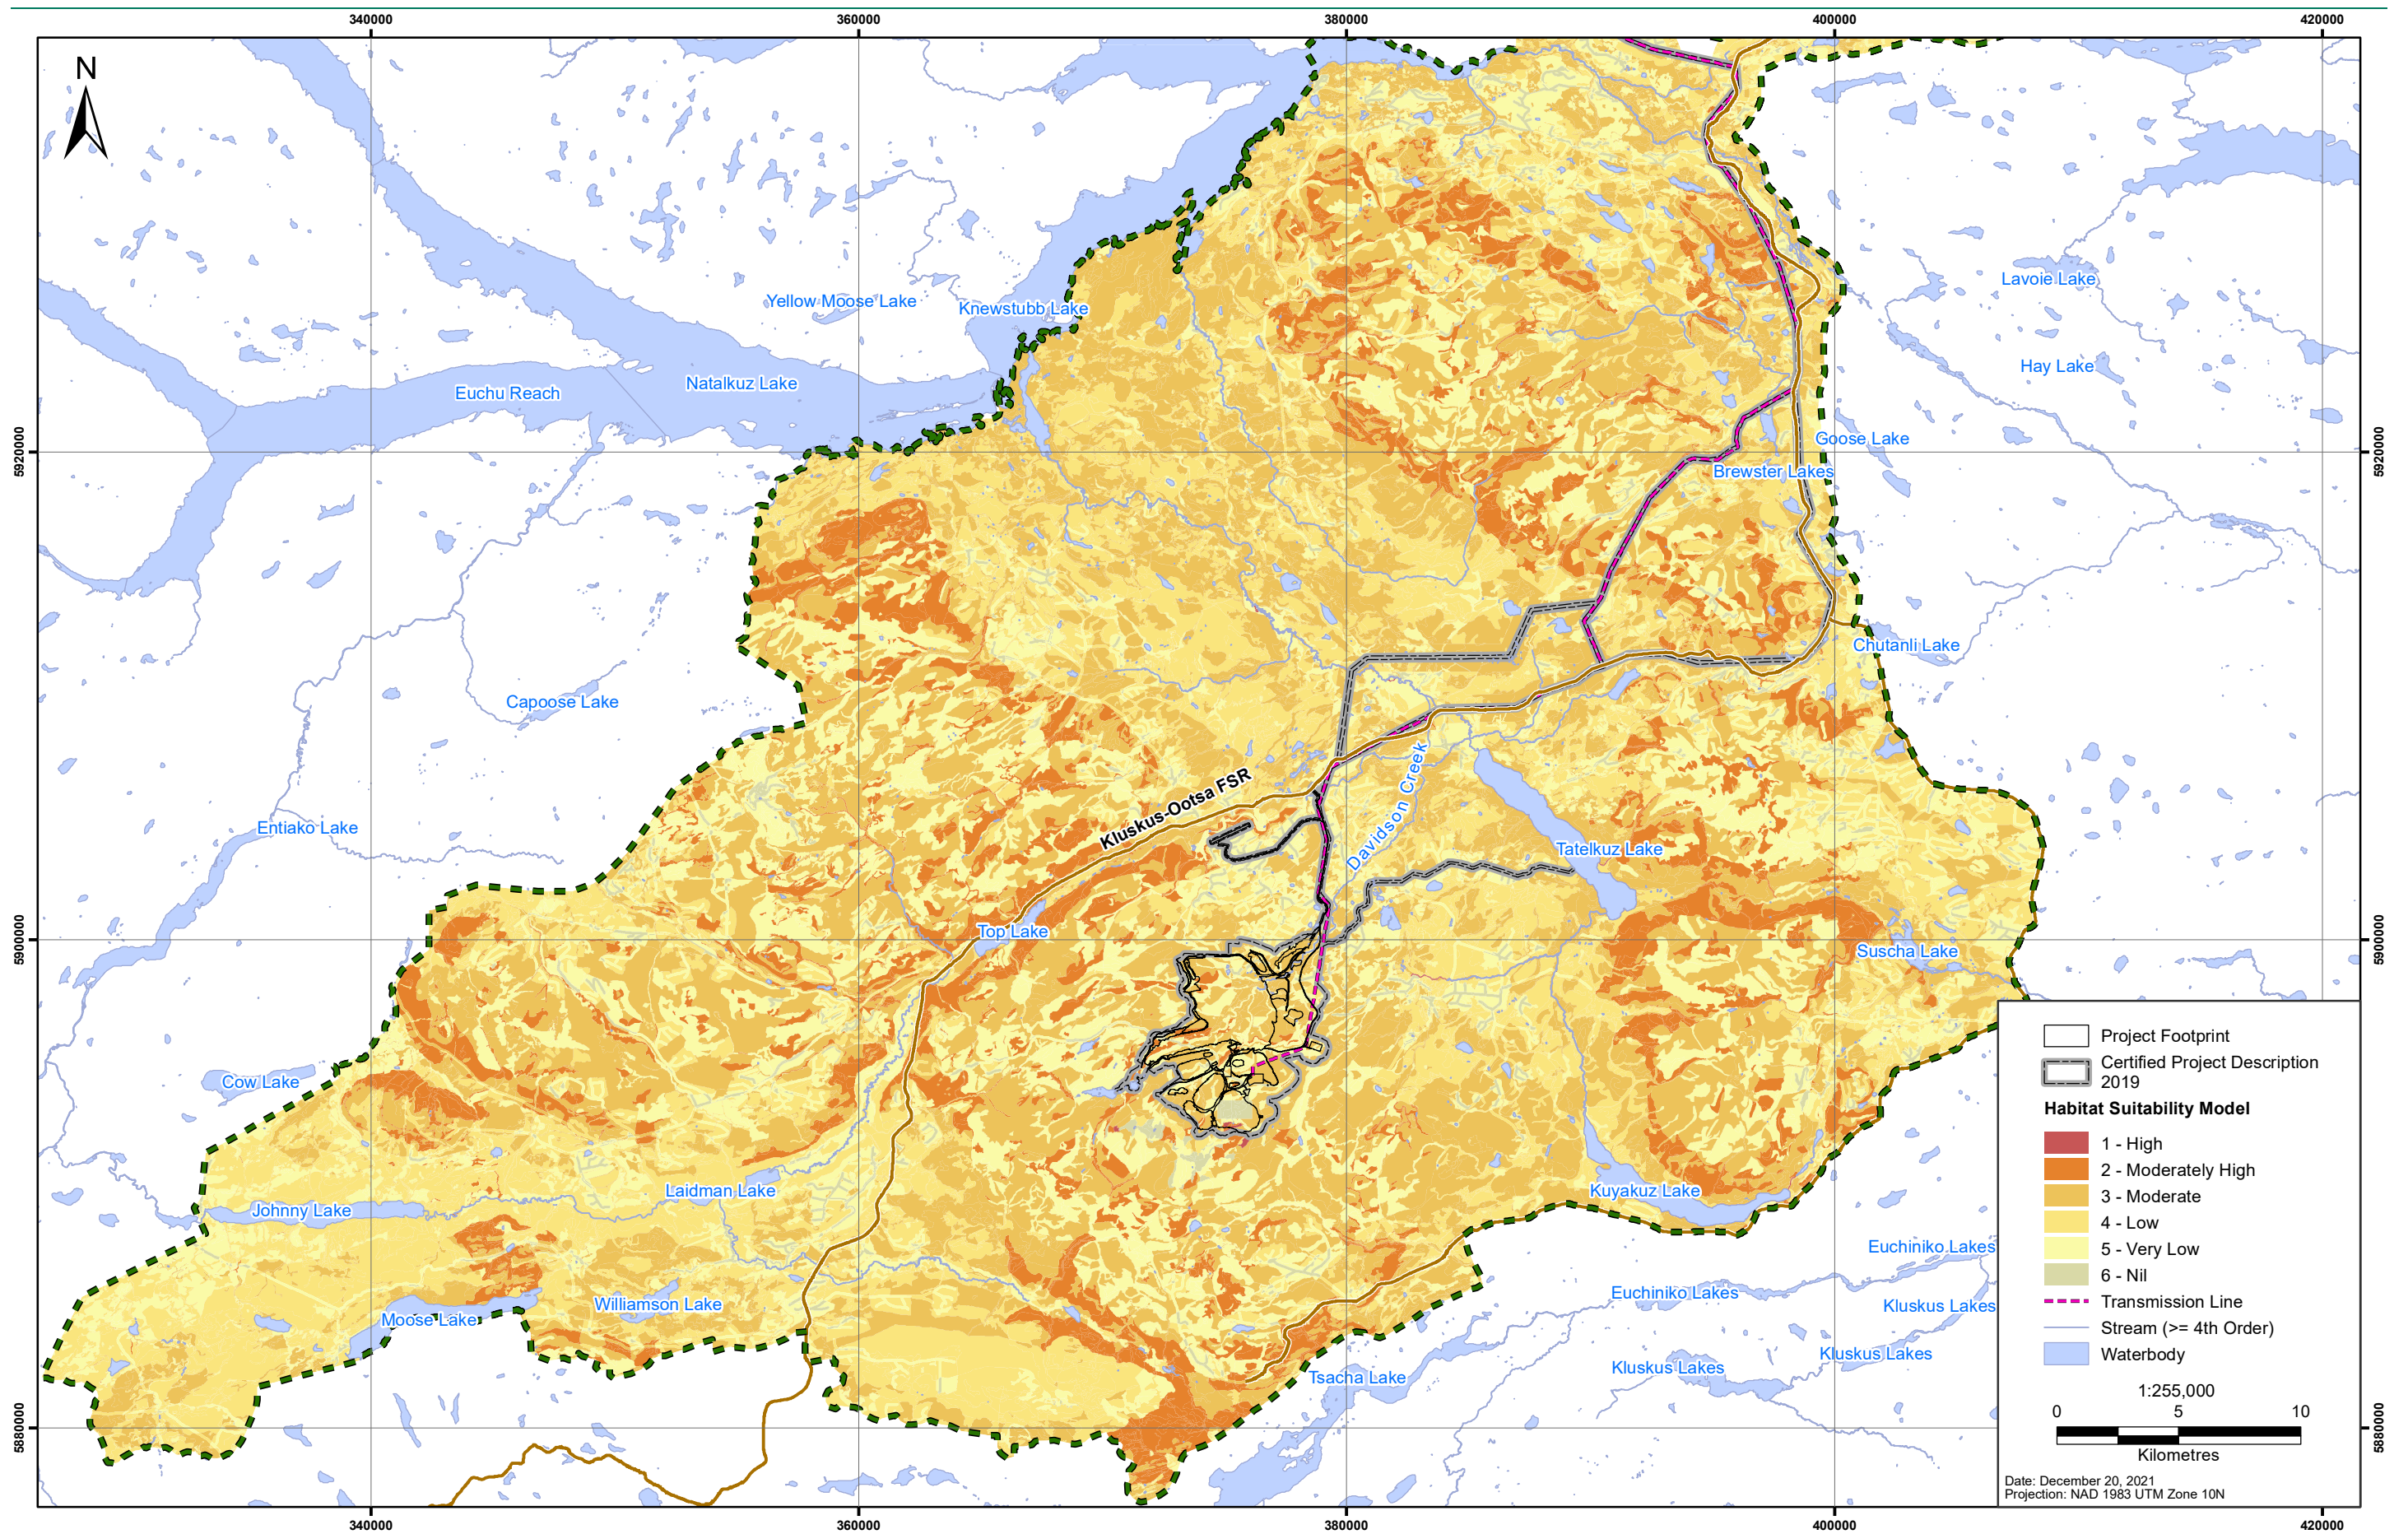 340000
360000
380000
400000
420000
N
Yellow Moose Lake
Knewstubb Lake
Lavoie Lake
Hay Lake
Natalkuz Lake
Euchu Reach
Goose Lake
5920000
5920000
Brewster Lakes
Chutanli Lake
Capoose Lake
Kluskus-Ootsa FSR
Davidson Creek
Entiako Lake
Tatelkuz Lake
Top Lake
5900000
5900000
Suscha Lake
Cow Lake
Laidman Lake
Kuyakuz Lake
Johnny Lake
Euchiniko Lakes
Euchiniko Lakes
Williamson Lake
Kluskus Lakes
Moose Lake
Kluskus Lakes
Kluskus Lakes
Tsacha Lake
5880000
5880000
Project Footprint
Certified Project Description
2019
Habitat Suitability Model
1 - High
2 - Moderately High
3 - Moderate
4 - Low
5 - Very Low
6 - Nil
Transmission Line
Stream (>= 4th Order)
Waterbody
1:255,000
0 5 10
Kilometres
Date: December 20, 2021
Projection: NAD 1983 UTM Zone 10N
340000
360000
380000
400000
420000